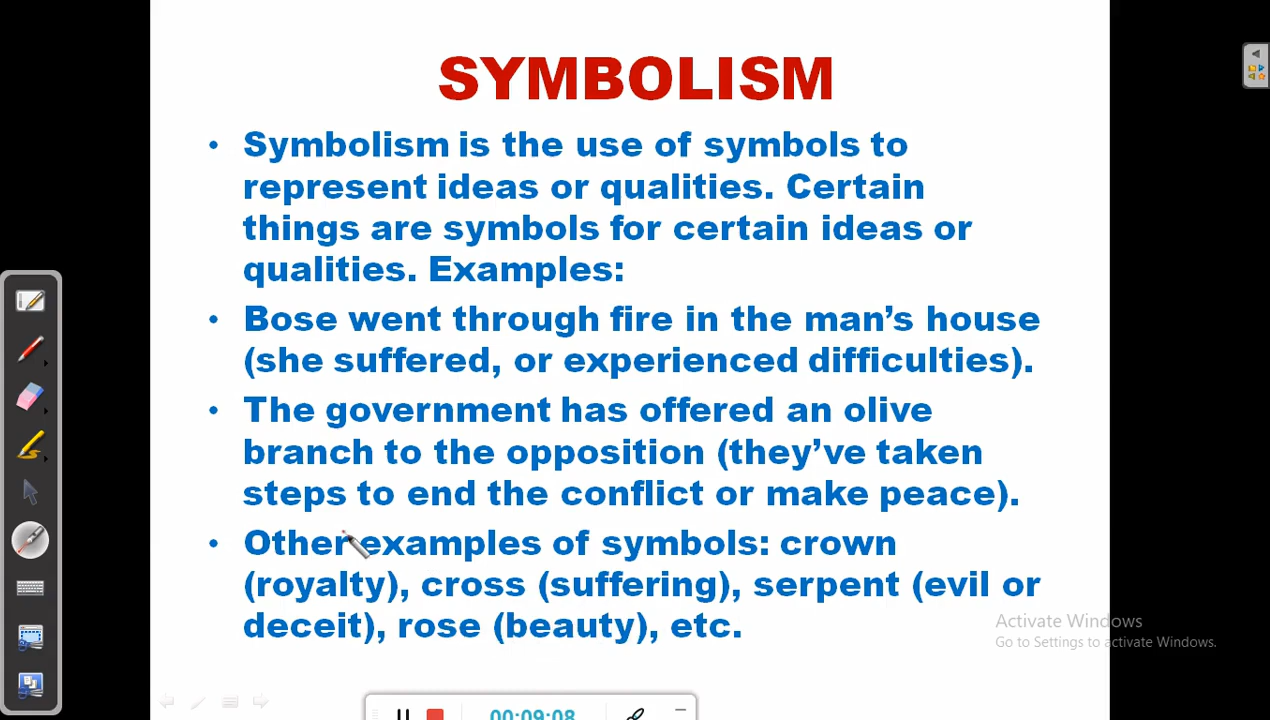 SYMBOLISM
• Symbolism is the use of symbols to
represent ideas or qualities. Certain
things are symbols for certain ideas or
qualities. Examples:
• Bose went through fire in the man’s house
(she suffered, or experienced difficulties).
• The government has offered an olive
branch to the opposition (they’ve taken
steps to end the conflict or make peace).
• Other examples of symbols: crown
(royalty), cross (suffering), serpent (evil or
deceit), rose (beauty), etc.
Activate Windows
Go to Settings to activate Windows.
00:09:08